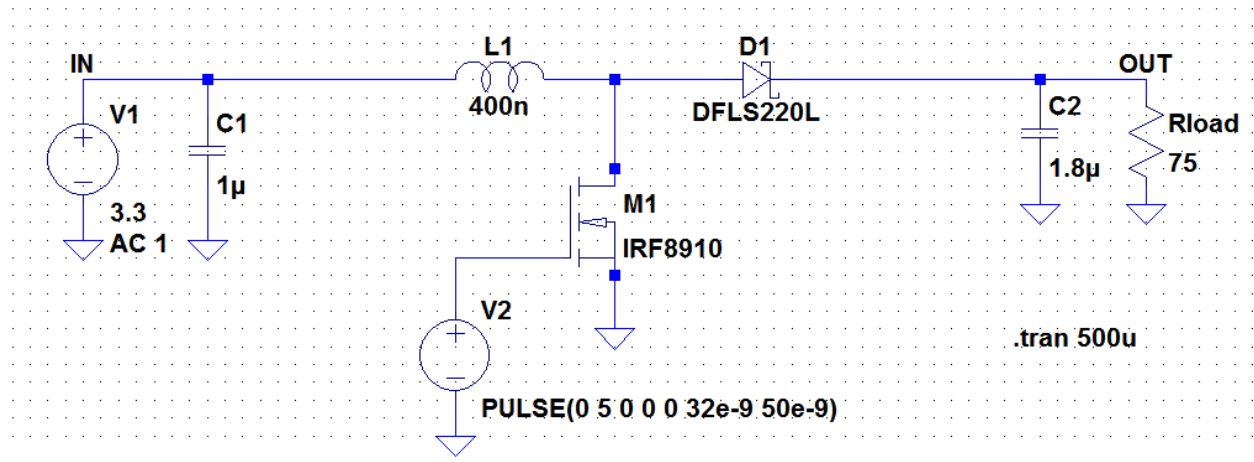 IN
V1
3.3
AC 1
C1
1µ
L1
400n
D1
DFLS220L
OUT
C2
1.8µ
Rload
75
M1
IRF8910
V2
PULSE(0 5 0 0 0 32e-9 50e-9)
.tran 500u